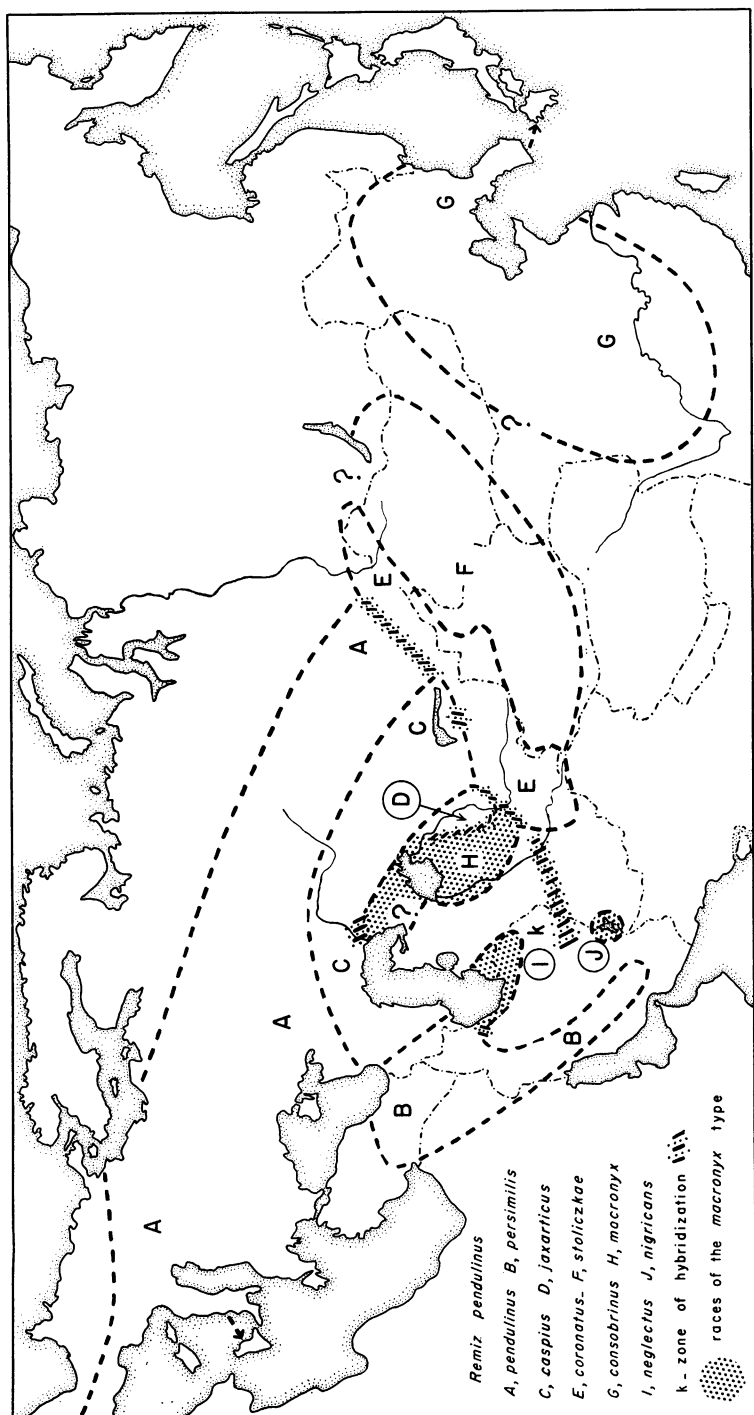 Remiz pendulinus
A, pendulinus B, persimilis
C, caspius D, jaxarticus
E, coronatus F, stoliczkae
G, consobrinus H, macronyx
I, neglectus J, nigricans
k - zone of hybridization
races of the macronyx type
A
A
A
B
B
C
C
D
E
E
F
G
G
H
I
J
k
?
?
?